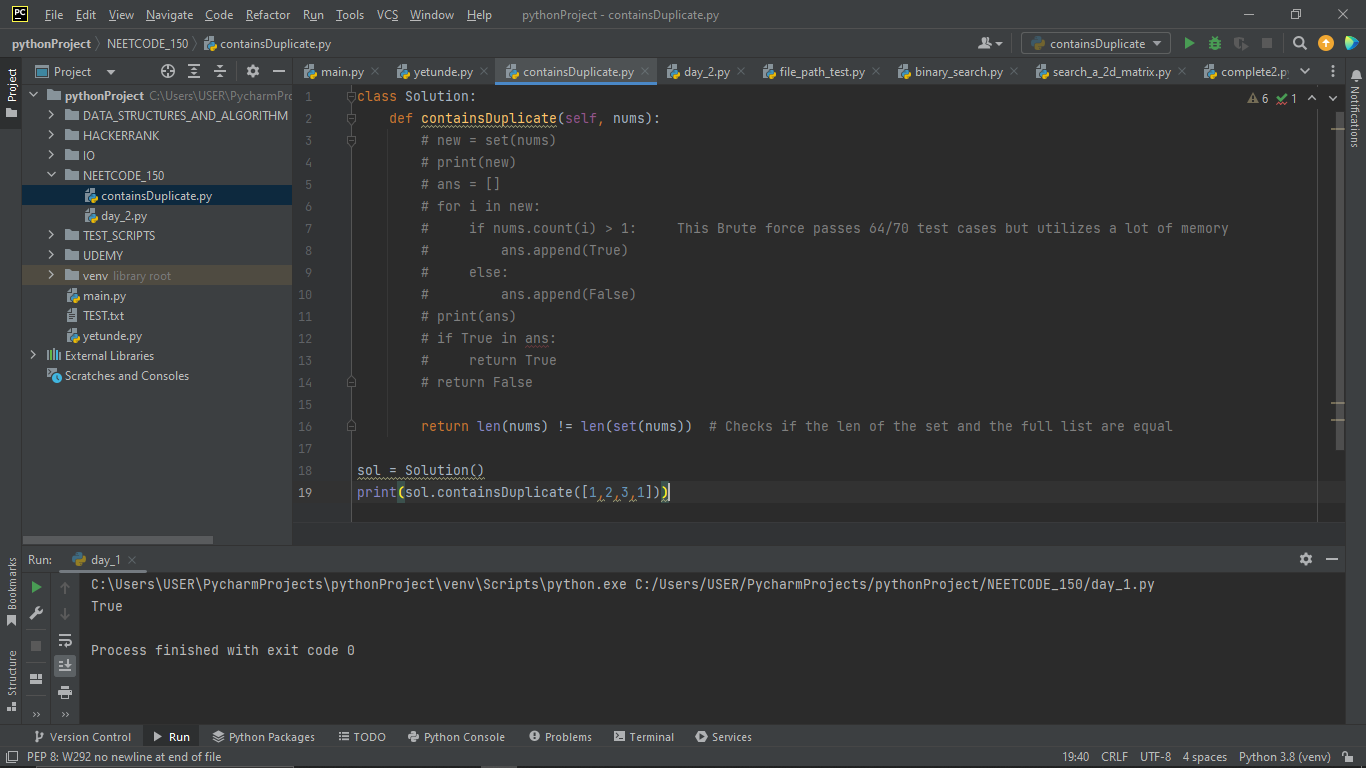 PC File Edit View Navigate Code Refactor Run Tools VCS Window Help pythonProject - containsDuplicate.py
pythonProject NEETCODE_150 containsDuplicate.py containsDuplicate
Project
Project
main.py yetunde.py containsDuplicate.py day_2.py file_path_test.py binary_search.py search_a_2d_matrix.py complete2.p
Notifications
pythonProject C:\Users\USER\PycharmPro
DATA_STRUCTURES_AND_ALGORITHM
HACKERRANK
IO
NEETCODE_150
containsDuplicate.py
day_2.py
TEST_SCRIPTS
UDEMY
venv library root
main.py
TEST.txt
yetunde.py
External Libraries
Scratches and Consoles
6 1
1 class Solution:
2 def containsDuplicate(self, nums):
3 # new = set(nums)
4 # print(new)
5 # ans = []
6 # for i in new:
7 # if nums.count(i) > 1: This Brute force passes 64/70 test cases but utilizes a lot of memory
8 # ans.append(True)
9 # else:
10 # ans.append(False)
11 # print(ans)
12 # if True in ans:
13 # return True
14 # return False
15
16 return len(nums) != len(set(nums)) # Checks if the len of the set and the full list are equal
17
18 sol = Solution()
19 print(sol.containsDuplicate([1,2,3,1]))
Run: day_1
C:\Users\USER\PycharmProjects\pythonProject\venv\Scripts\python.exe C:/Users/USER/PycharmProjects/pythonProject/NEETCODE_150/day_1.py
True
Process finished with exit code 0
Bookmarks
Structure
Version Control Run Python Packages TODO Python Console Problems Terminal Services
PEP 8: W292 no newline at end of file 19:40 CRLF UTF-8 4 spaces Python 3.8 (venv)